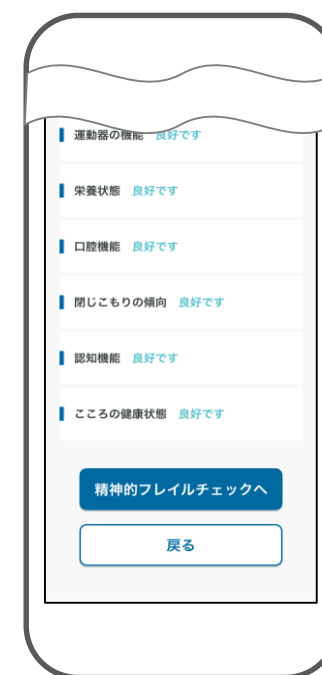 運動器の機能 良好です
栄養状態 良好です
口腔機能 良好です
閉じこもりの傾向 良好です
認知機能 良好です
こころの健康状態 良好です
精神的フレイルチェックへ
戻る